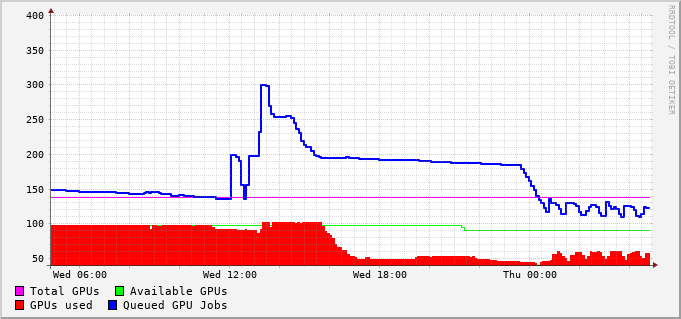 400
350
300
250
200
150
100
50
Wed 06:00 Wed 12:00 Wed 18:00 Thu 00:00
Total GPUs Available GPUs
GPUs used Queued GPU Jobs
RRDTOOL / TOBI OETIKER